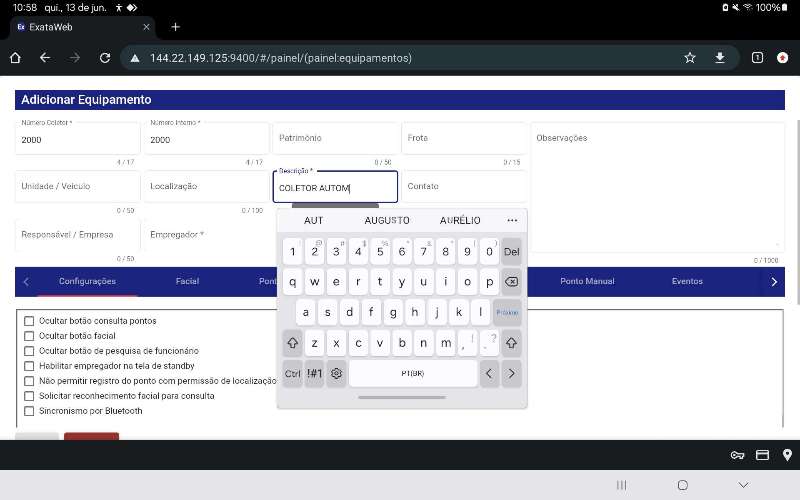 10:58 qui., 13 de jun.
100%
Ex ExataWeb
144.22.149.125:9400/#/painel/(painel:equipamentos)
1
Adicionar Equipamento
Número Coletor * Número Interno *
2000 2000 Patrimônio Frota Observações
4 / 17 4 / 17 0 / 50 0 / 15
Descrição *
Unidade / Veículo Localização COLETOR AUTOM Contato
0 / 50 0 / 100
Responsável / Empresa Empregador *
0 / 50 0 / 1000
AUT AUGUSTO AURÉLIO ...
1 2 3 4 5 6 7 8 9 0 Del
q w e r t y u i o p
Configurações Facial Pont Ponto Manual Eventos
a s d f g h j k l Próximo
z x c v b n m , ! . ?
Ctrl !#1 PT(BR)
Ocultar botão consulta pontos
Ocultar botão facial
Ocultar botão de pesquisa de funcionário
Habilitar empregador na tela de standby
Não permitir registro do ponto com permissão de localização
Solicitar reconhecimento facial para consulta
Sincronismo por Bluetooth